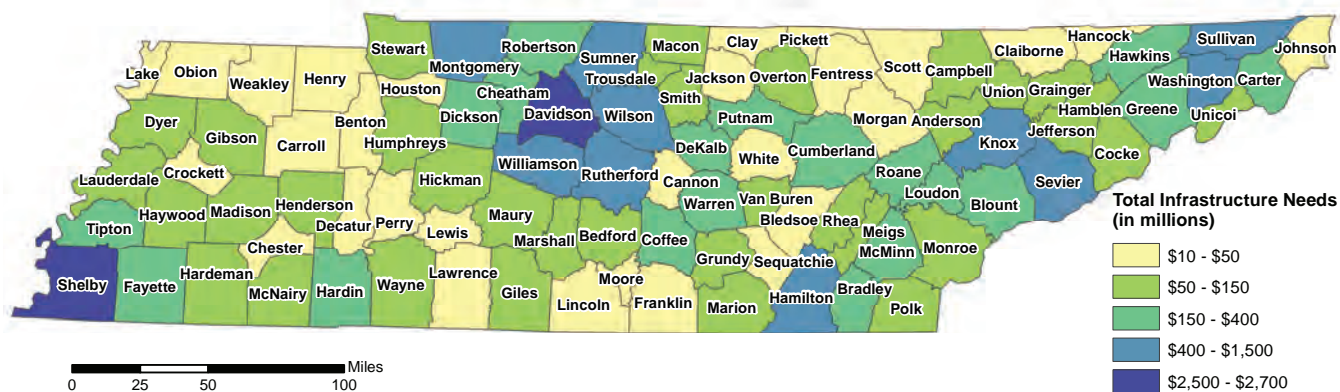 Lake
Obion
Weakley
Henry
Stewart
Montgomery
Robertson
Sumner
Macon
Clay
Pickett
Scott
Campbell
Claiborne
Hancock
Hawkins
Sullivan
Johnson
Houston
Cheatham
Trousdale
Jackson
Overton
Fentress
Union
Grainger
Washington
Carter
Dyer
Gibson
Carroll
Benton
Humphreys
Dickson
Davidson
Wilson
Smith
Putnam
Morgan
Anderson
Knox
Jefferson
Hamblen
Greene
Unicoi
Crockett
Lauderdale
Haywood
Madison
Henderson
Decatur
Perry
Hickman
Williamson
Rutherford
Cannon
DeKalb
White
Cumberland
Roane
Loudon
Blount
Sevier
Cocke
Tipton
Chester
Lewis
Maury
Marshall
Bedford
Coffee
Warren
Van Buren
Bledsoe
Rhea
Meigs
McMinn
Monroe
Shelby
Fayette
Hardeman
McNairy
Hardin
Wayne
Lawrence
Giles
Lincoln
Moore
Franklin
Grundy
Sequatchie
Marion
Hamilton
Bradley
Polk
Total Infrastructure Needs
(in millions)
$10 - $50
$50 - $150
$150 - $400
$400 - $1,500
$2,500 - $2,700
Miles
0 25 50 100